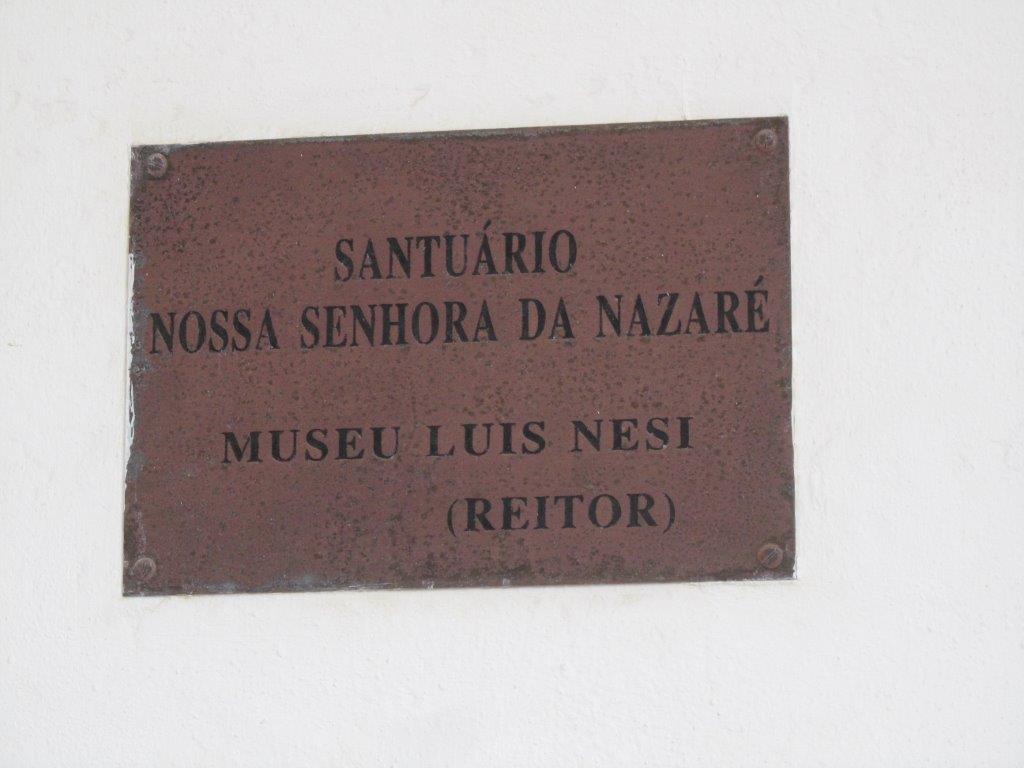 SANTUÁRIO
NOSSA SENHORA DA NAZARÉ
MUSEU LUIS NESI
(REITOR)